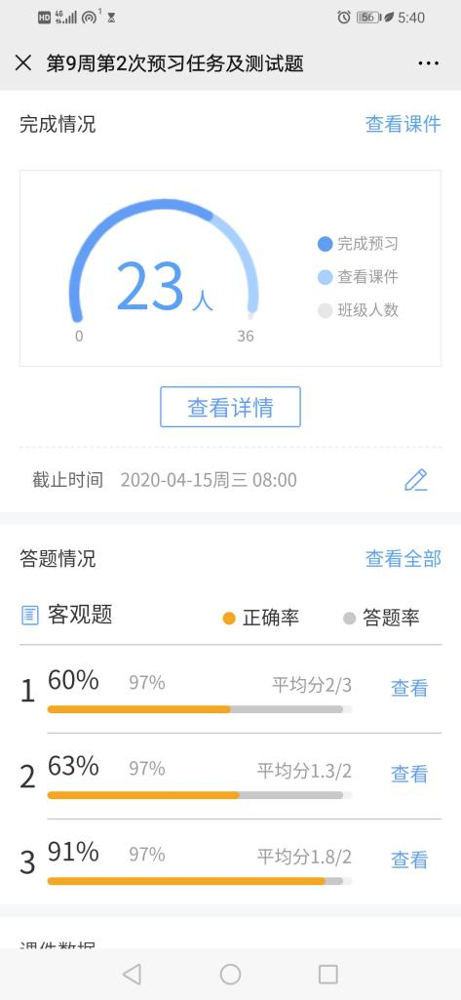 HD 4G 1 56 5:40
第9周第2次预习任务及测试题
完成情况 查看课件
完成预习
查看课件
班级人数
23人
0 36
查看详情
截止时间 2020-04-15周三 08:00
答题情况 查看全部
客观题 正确率 答题率
1 60% 97% 平均分2/3 查看
2 63% 97% 平均分1.3/2 查看
3 91% 97% 平均分1.8/2 查看
课件数据